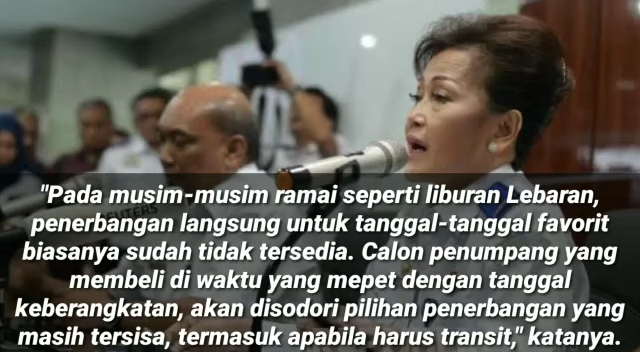 "Pada musim-musim ramai seperti liburan Lebaran,
penerbangan langsung untuk tanggal-tanggal favorit
biasanya sudah tidak tersedia. Calon penumpang yang
membeli di waktu yang mepet dengan tanggal
keberangkatan, akan disodori pilihan penerbangan yang
masih tersisa, termasuk apabila harus transit," katanya.
REUTERS